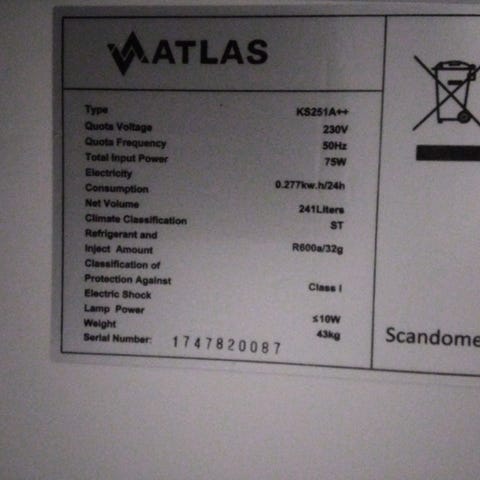 ATLAS
Type KS251A++
Quota Voltage 230V
Quota Frequency 50Hz
Total Input Power 75W
Electricity
Consumption 0.277kw.h/24h
Net Volume 241Liters
Climate Classification ST
Refrigerant and
Inject Amount R600a/32g
Classification of
Protection Against Class I
Electric Shock
Lamp Power ≤10W
Weight 43kg
Serial Number: 1747820087
Scandome